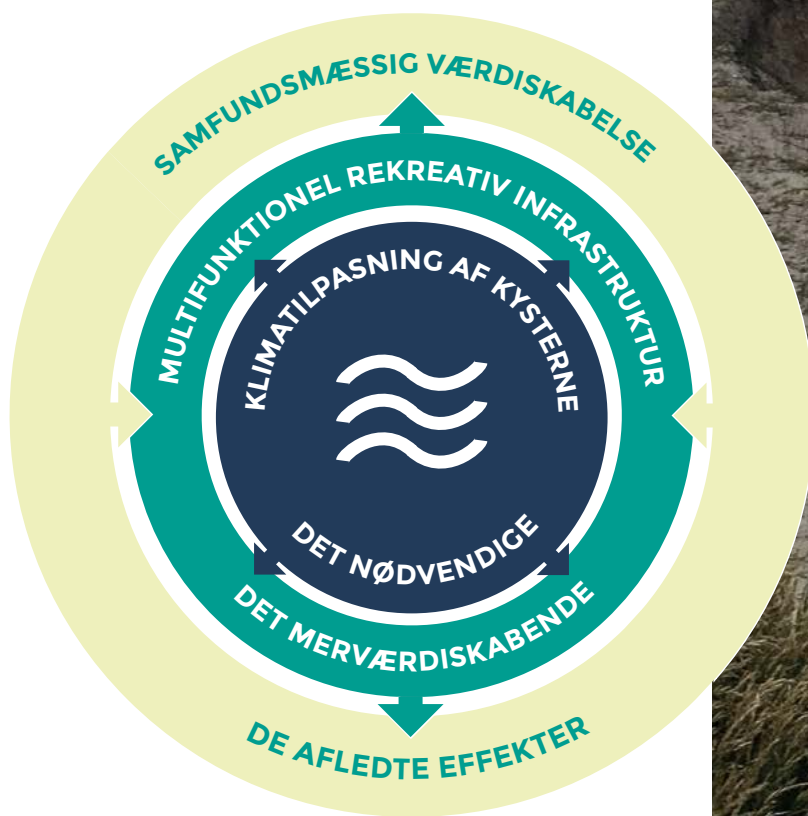 SAMFUNDSMÆSSIG VÆRDISKABELSE
MULTIFUNKTIONEL REKREATIV INFRASTRUKTUR
KLIMATILPASNING AF KYSTERNE
DET NØDVENDIGE
DET MERVÆRDISKABENDE
DE AFLEDTE EFFEKTER